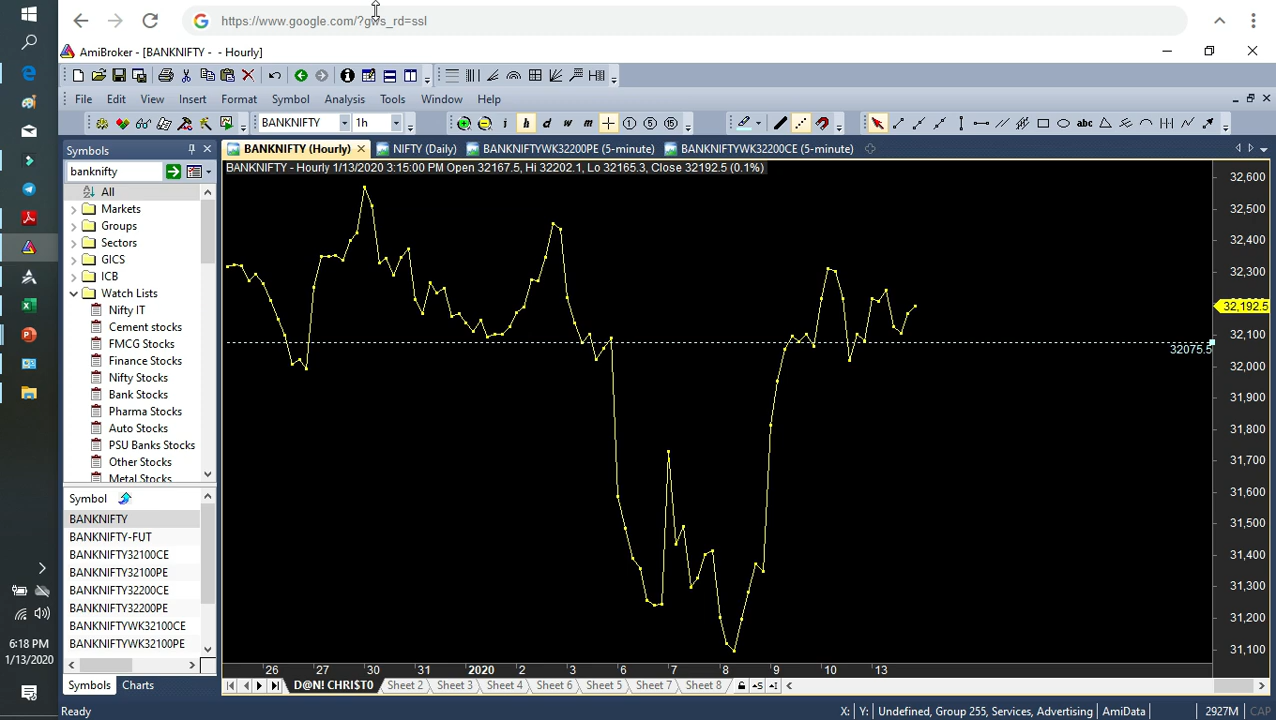 https://www.google.com/?gws_rd=ssl
AmiBroker - [BANKNIFTY - - Hourly]
File Edit View Insert Format Symbol Analysis Tools Window Help
BANKNIFTY 1h
i h d w m 1 5 15
abc
Symbols
BANKNIFTY (Hourly) NIFTY (Daily) BANKNIFTYWK32200PE (5-minute) BANKNIFTYWK32200CE (5-minute)
banknifty
BANKNIFTY - Hourly 1/13/2020 3:15:00 PM Open 32167.5, Hi 32202.1, Lo 32165.3, Close 32192.5 (0.1%)
All
Markets
Groups
Sectors
GICS
ICB
Watch Lists
Nifty IT
Cement stocks
FMCG Stocks
Finance Stocks
Nifty Stocks
Bank Stocks
Pharma Stocks
Auto Stocks
PSU Banks Stocks
Other Stocks
Metal Stocks
Symbol
BANKNIFTY
BANKNIFTY-FUT
BANKNIFTY32100CE
BANKNIFTY32100PE
BANKNIFTY32200CE
BANKNIFTY32200PE
BANKNIFTYWK32100CE
BANKNIFTYWK32100PE
32,600
32,500
32,400
32,300
32,192.5
32,100
32075.5
32,000
31,900
31,800
31,700
31,600
31,500
31,400
31,300
31,200
31,100
26 27 30 31 2020 2 3 6 7 8 9 10 13
Symbols Charts
D@N! CHRI$T0 Sheet 2 Sheet 3 Sheet 4 Sheet 6 Sheet 5 Sheet 7 Sheet 8
Ready
X: Y: Undefined, Group 255, Services, Advertising AmiData 2927M CAP
6:18 PM
1/13/2020